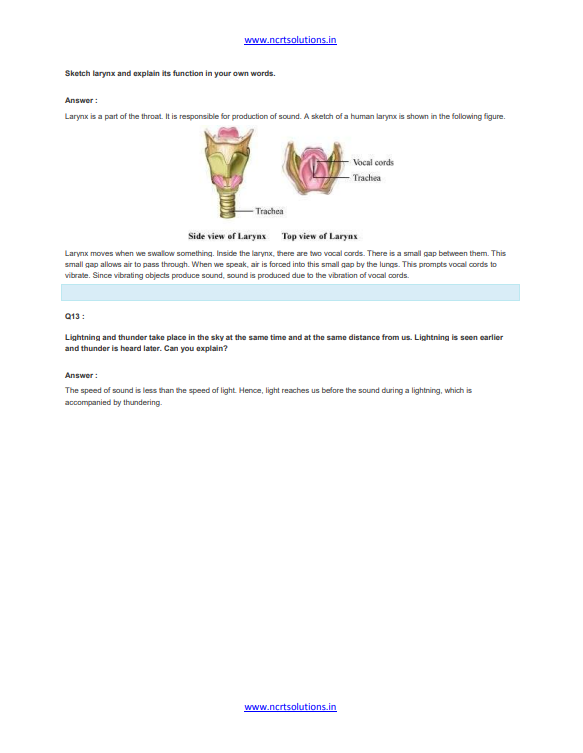 www.ncrtsolutions.in
Sketch larynx and explain its function in your own words.
Answer :
Larynx is a part of the throat. It is responsible for production of sound. A sketch of a human larynx is shown in the following figure.
Vocal cords
Trachea
Trachea
Side view of Larynx Top view of Larynx
Larynx moves when we swallow something. Inside the larynx, there are two vocal cords. There is a small gap between them. This
small gap allows air to pass through. When we speak, air is forced into this small gap by the lungs. This prompts vocal cords to
vibrate. Since vibrating objects produce sound, sound is produced due to the vibration of vocal cords.
Q13 :
Lightning and thunder take place in the sky at the same time and at the same distance from us. Lightning is seen earlier
and thunder is heard later. Can you explain?
Answer :
The speed of sound is less than the speed of light. Hence, light reaches us before the sound during a lightning, which is
accompanied by thundering.
www.ncrtsolutions.in